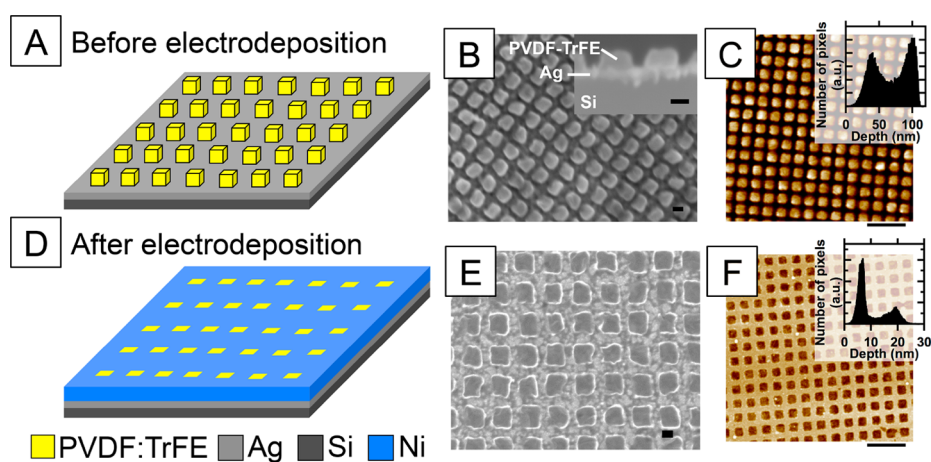 A
Before electrodeposition
B
PVDF-TrFE
Ag
Si
C
Number of pixels
(a.u.)
0 50 100
Depth (nm)
D
After electrodeposition
E
F
Number of pixels
(a.u.)
0 10 20 30
Depth (nm)
PVDF:TrFE Ag Si Ni